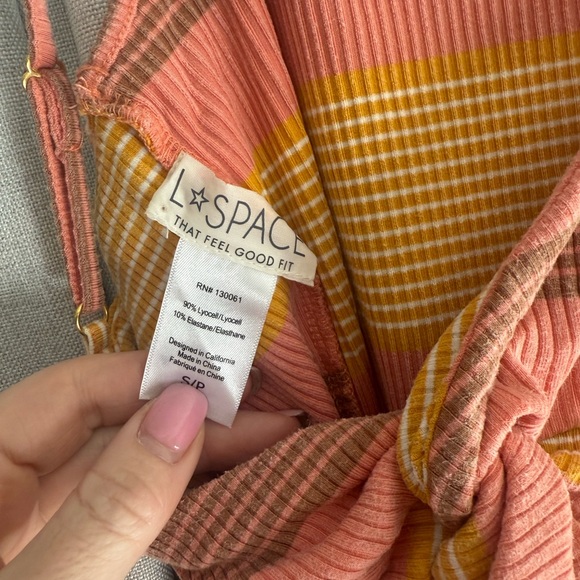 L☆SPACE
THAT FEEL GOOD FIT
RN# 130061
90% Lyocell/Lyocel
10% Elastane/Elasthane
Designed in California
Made in China
Fabriqué en Chine
S/P